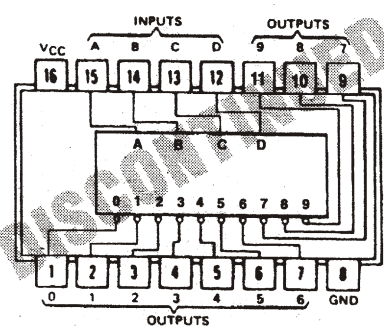 INPUTS OUTPUTS
VCC A B C D 9 8 7
16 15 14 13 12 11 10 9
A B C D
0 1 2 3 4 5 6 7 8 9
1 2 3 4 5 6 7 8
0 1 2 3 4 5 6 GND
OUTPUTS
DISCONTINUED